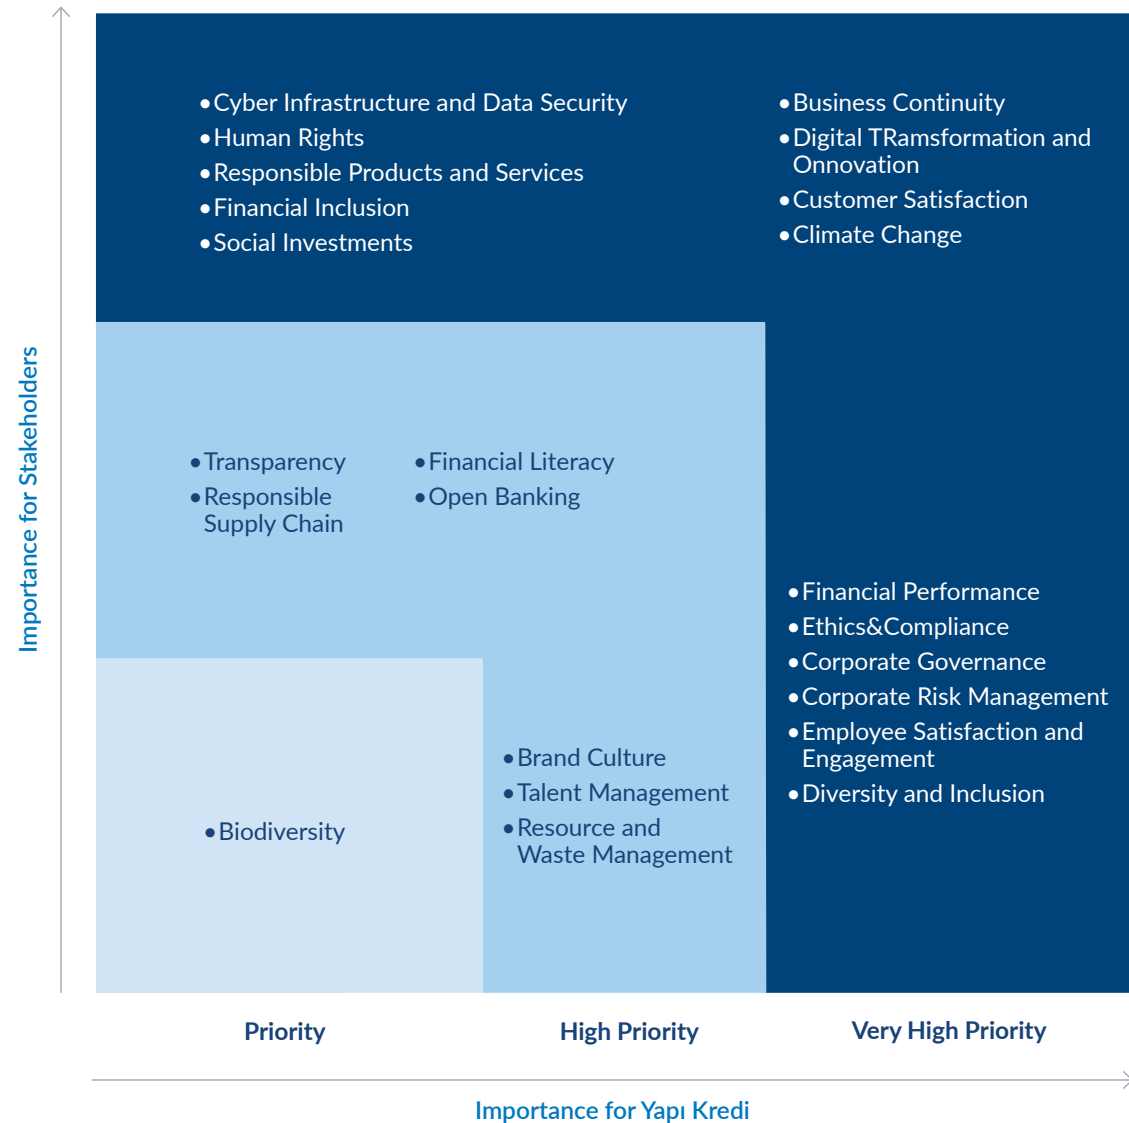 Importance for Stakeholders
•Cyber Infrastructure and Data Security
•Human Rights
•Responsible Products and Services
•Financial Inclusion
•Social Investments
•Business Continuity
•Digital TRamsformation and
Onnovation
•Customer Satisfaction
•Climate Change
•Transparency
•Responsible
Supply Chain
•Financial Literacy
•Open Banking
•Financial Performance
•Ethics&Compliance
•Corporate Governance
•Corporate Risk Management
•Employee Satisfaction and
Engagement
•Diversity and Inclusion
•Brand Culture
•Talent Management
•Resource and
Waste Management
•Biodiversity
Priority
High Priority
Very High Priority
Importance for Yapı Kredi